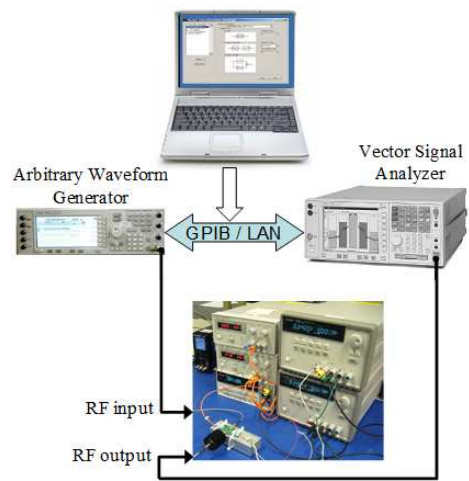 Vector Signal
Analyzer
Arbitrary Waveform
Generator
GPIB / LAN
RF input
RF output